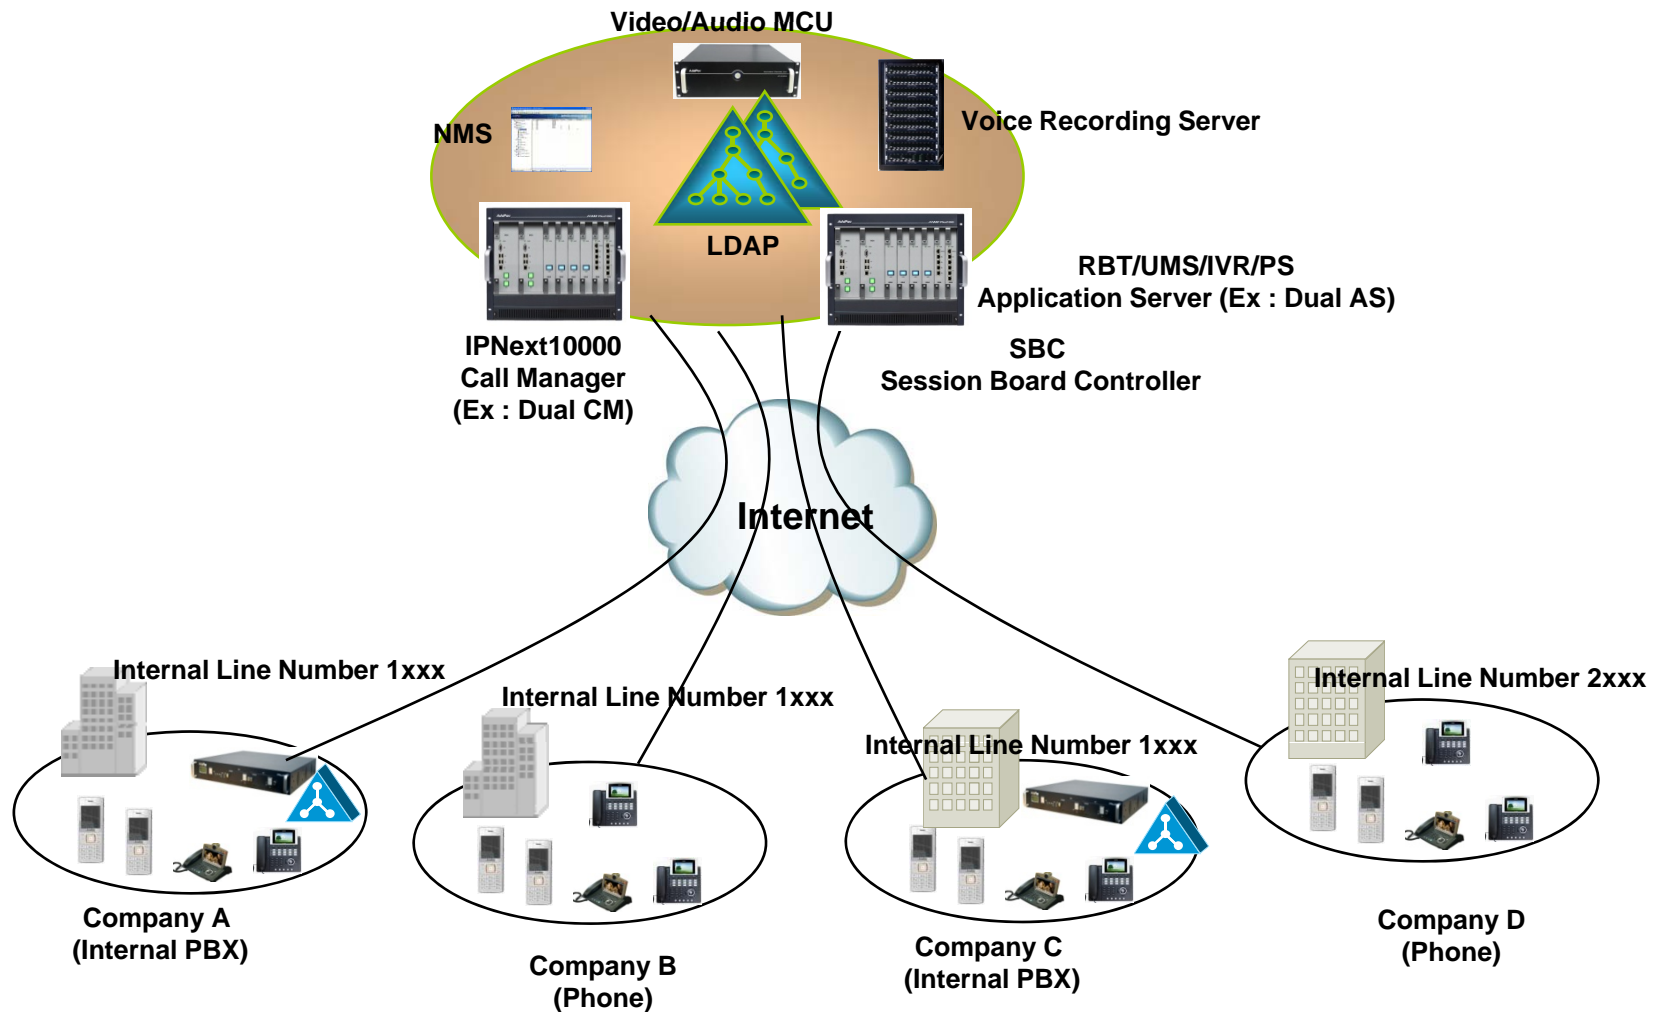 Video/Audio MCU
NMS
Voice Recording Server
LDAP
RBT/UMS/IVR/PS
Application Server (Ex : Dual AS)
IPNext10000
Call Manager
(Ex : Dual CM)
SBC
Session Board Controller
Internet
Internal Line Number 1xxx
Internal Line Number 1xxx
Internal Line Number 1xxx
Internal Line Number 2xxx
Company A
(Internal PBX)
Company B
(Phone)
Company C
(Internal PBX)
Company D
(Phone)